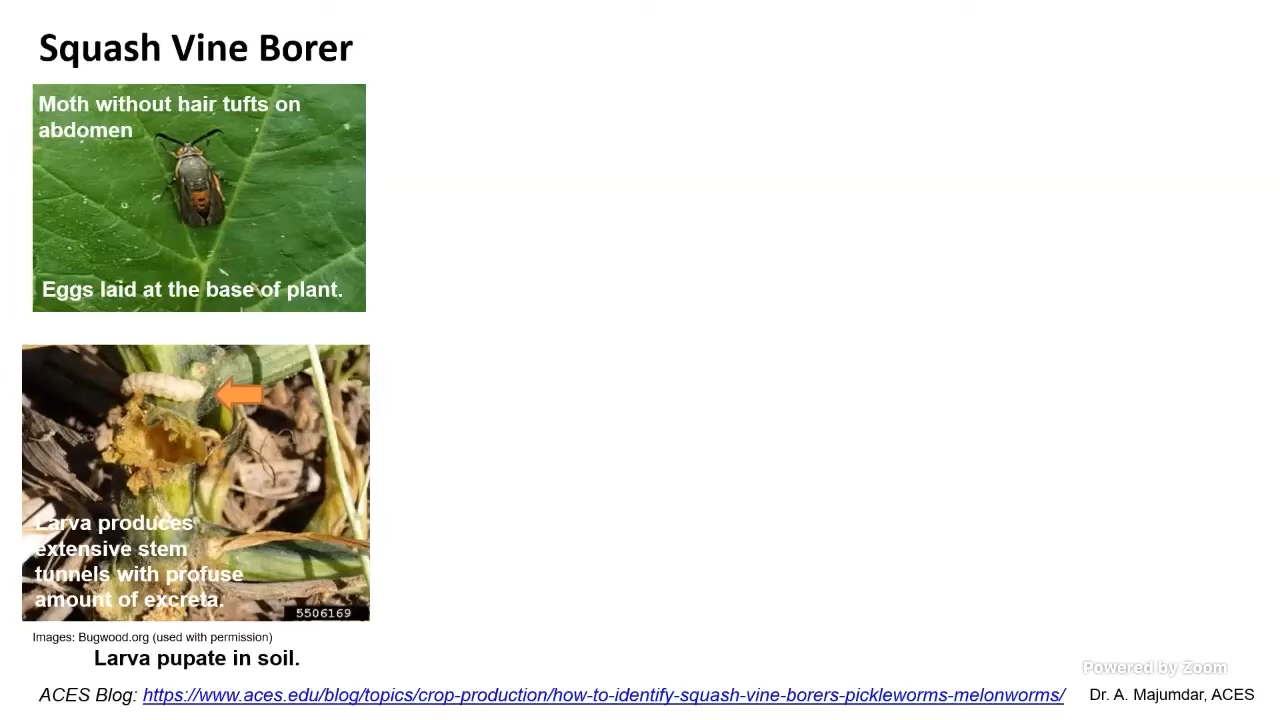 Squash Vine Borer
Moth without hair tufts on
abdomen
Eggs laid at the base of plant.
Larva produces
extensive stem
tunnels with profuse
amount of excreta.
5506169
Images: Bugwood.org (used with permission)
Larva pupate in soil.
Powered by Zoom
ACES Blog: https://www.aces.edu/blog/topics/crop-production/how-to-identify-squash-vine-borers-pickleworms-melonworms/ Dr. A. Majumdar, ACES